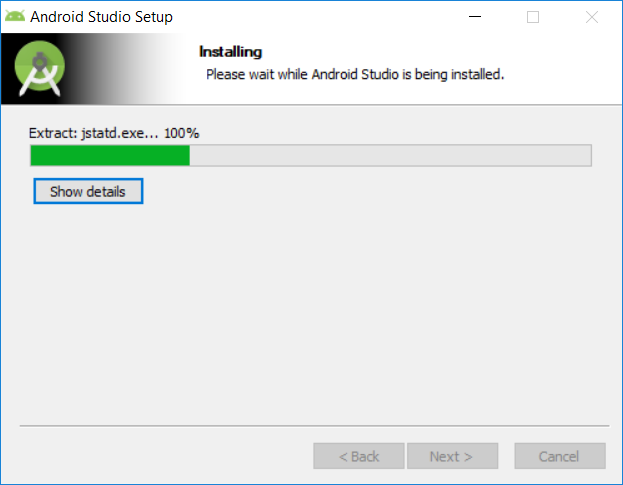 Android Studio Setup
Installing
Please wait while Android Studio is being installed.
Extract: jstatd.exe... 100%
Show details
< Back
Next >
Cancel